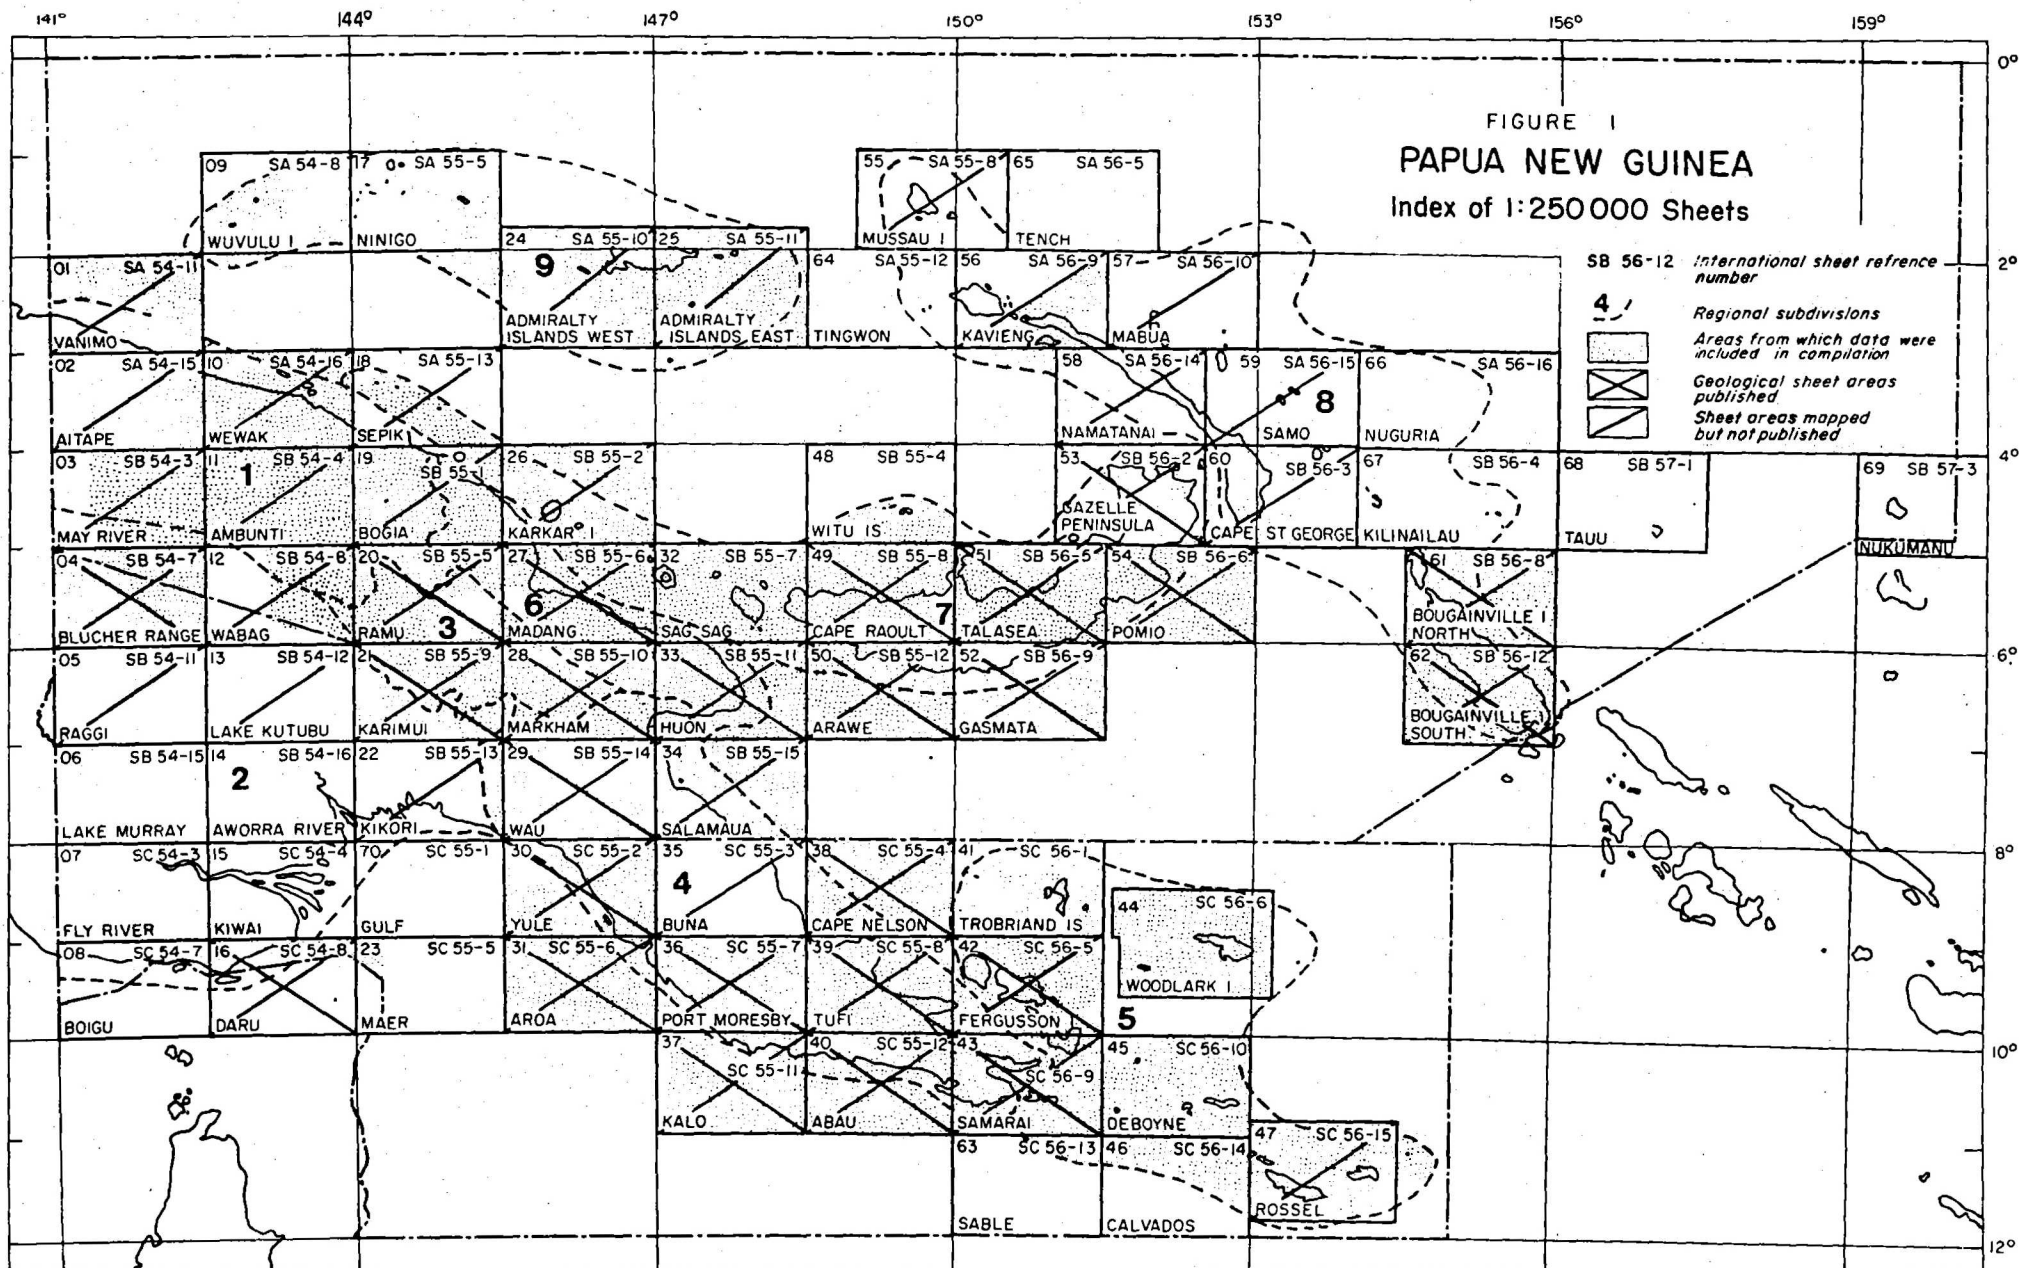 141° 144° 147° 150° 153° 156° 159°
0°
FIGURE 1
PAPUA NEW GUINEA
Index of 1:250 000 Sheets
SB 56-12 International sheet refrence number
4 Regional subdivisions
Areas from which data were included in compilation
Geological sheet areas published
Sheet areas mapped but not published
2°
4°
6°
8°
10°
12°
09 SA 54-8
WUVULU I
17 SA 55-5
NINIGO
55 SA 55-8
MUSSAU I
65 SA 56-5
TENCH
01 SA 54-11
VANIMO
24 SA 55-10
9
ADMIRALTY
ISLANDS WEST
25 SA 55-11
ADMIRALTY
ISLANDS EAST
64 SA 55-12
TINGWON
56 SA 56-9
KAVIENG
57 SA 56-10
MABUA
02 SA 54-15
AITAPE
10 SA 54-16
WEWAK
18 SA 55-13
SEPIK
58 SA 56-14
NAMATANAI
59 SA 56-15
8
SAMO
66 SA 56-16
NUGURIA
03 SB 54-3
MAY RIVER
11 SB 54-4
1
AMBUNTI
19 SB 55-1
BOGIA
26 SB 55-2
KARKAR I
48 SB 55-4
WITU IS
53 SB 56-2
GAZELLE
PENINSULA
60 SB 56-3
CAPE ST GEORGE
67 SB 56-4
KILINAILAU
68 SB 57-1
TAUU
69 SB 57-3
NUKUMANU
04 SB 54-7
BLUCHER RANGE
12 SB 54-8
WABAG
20 SB 55-5
3
RAMU
27 SB 55-6
6
MADANG
32 SB 55-7
SAG SAG
49 SB 55-8
7
CAPE RAOULT
51 SB 56-5
TALASEA
54 SB 56-6
POMIO
61 SB 56-8
BOUGAINVILLE I
NORTH
05 SB 54-11
RAGGI
13 SB 54-12
LAKE KUTUBU
21 SB 55-9
KARIMUI
28 SB 55-10
MARKHAM
33 SB 55-11
HUON
50 SB 55-12
ARAWE
52 SB 56-9
GASMATA
62 SB 56-12
BOUGAINVILLE I
SOUTH
06 SB 54-15
LAKE MURRAY
14 SB 54-16
2
AWORRA RIVER
22 SB 55-13
KIKORI
29 SB 55-14
WAU
34 SB 55-15
SALAMAUA
07 SC 54-3
FLY RIVER
15 SC 54-4
KIWAI
70 SC 55-1
GULF
30 SC 55-2
YULE
35 SC 55-3
4
BUNA
38 SC 55-4
CAPE NELSON
41 SC 56-1
TROBRIAND IS
44 SC 56-6
WOODLARK I
08 SC 54-7
BOIGU
16 SC 54-8
DARU
23 SC 55-5
MAER
31 SC 55-6
AROA
36 SC 55-7
PORT MORESBY
39 SC 55-8
TUFI
42 SC 56-5
FERGUSSON
5
37 SC 55-11
KALO
40 SC 55-12
ABAU
43 SC 56-9
SAMARAI
45 SC 56-10
DEBOYNE
63 SC 56-13
SABLE
46 SC 56-14
CALVADOS
47 SC 56-15
ROSSEL